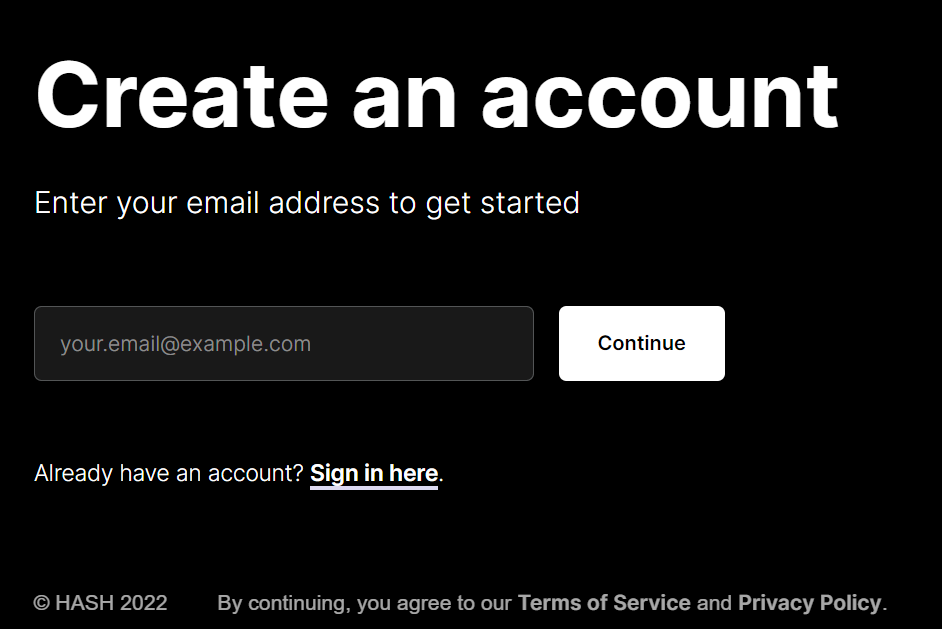 Create an account
Enter your email address to get started
your.email@example.com
Continue
Already have an account? Sign in here.
© HASH 2022
By continuing, you agree to our Terms of Service and Privacy Policy.